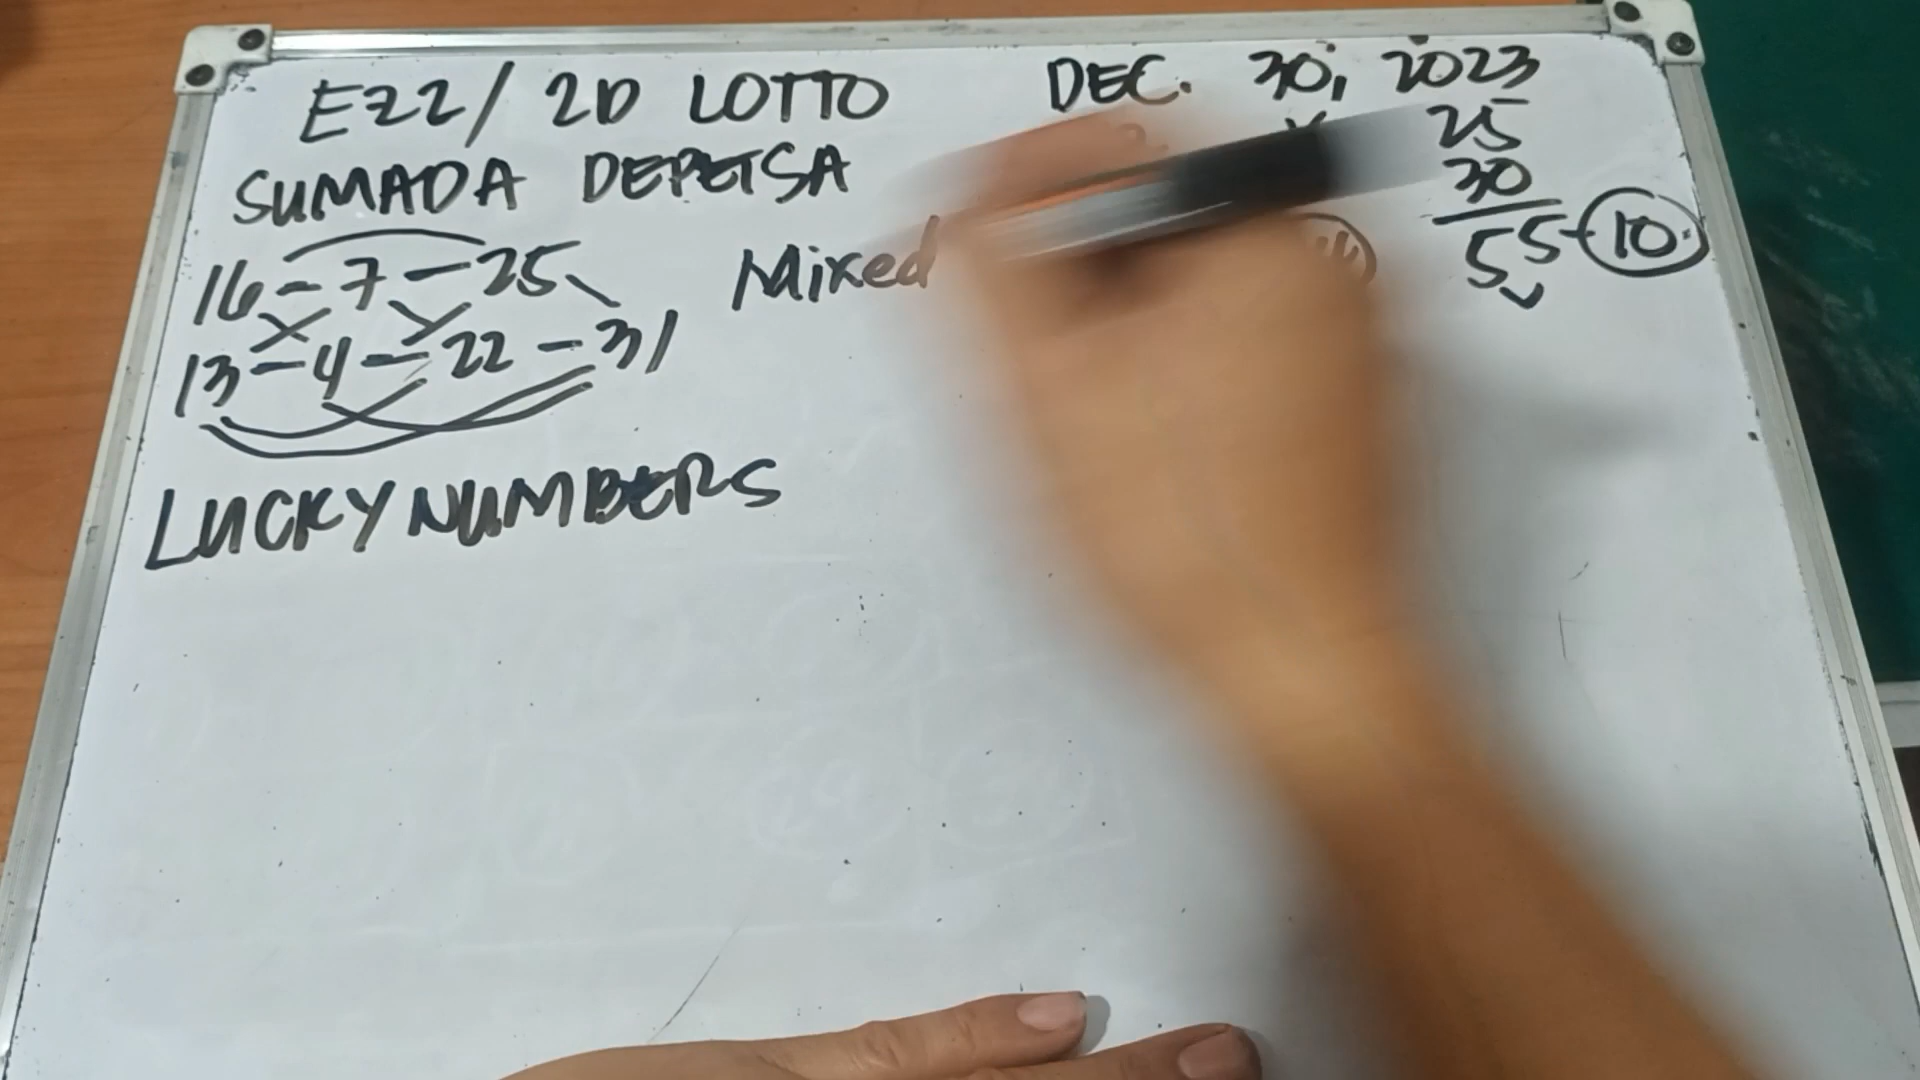 EZ2/ 2D LOTTO DEC. 30, 2023
SUMADA DEPETSA 25
30
16 - 7 - 25 Mixed 55 - 10
13 - 4 - 22 - 31
LUCKY NUMBERS